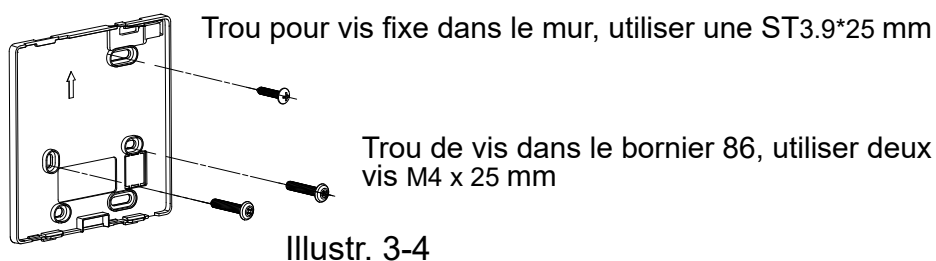 Trou pour vis fixe dans le mur, utiliser une ST3.9*25 mm
Trou de vis dans le bornier 86, utiliser deux
vis M4 x 25 mm
Illustr. 3-4